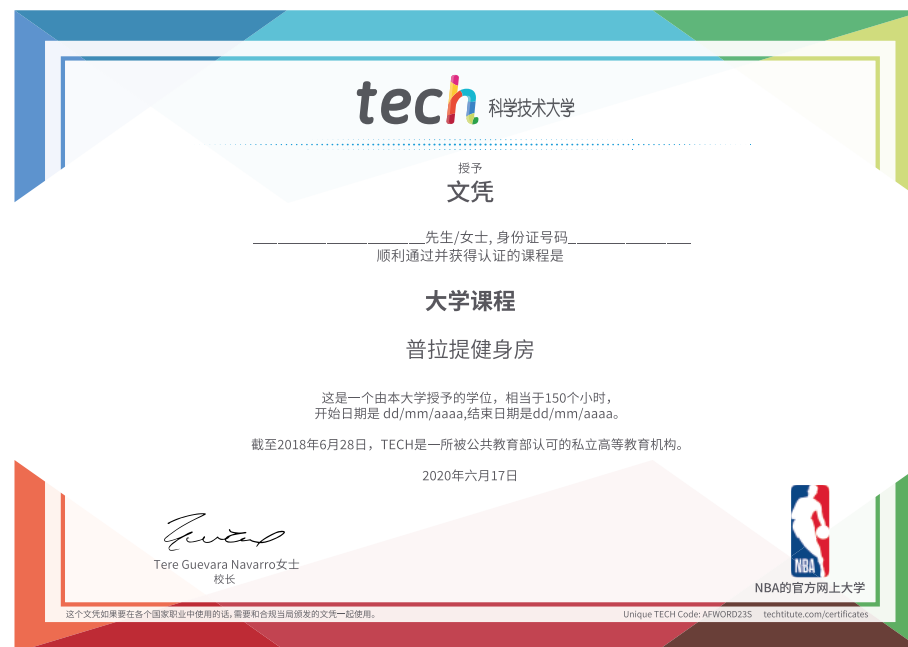 tech 科学技术大学
授予
文凭
________________________先生/女士, 身份证号码_________________
顺利通过并获得认证的课程是
大学课程
普拉提健身房
这是一个由本大学授予的学位，相当于150个小时，
开始日期是 dd/mm/aaaa,结束日期是dd/mm/aaaa。
截至2018年6月28日，TECH是一所被公共教育部认可的私立高等教育机构。
2020年六月17日
Tere Guevara Navarro女士
校长
NBA
NBA的官方网上大学
这个文凭如果要在各个国家职业中使用的话,需要和合规当局颁发的文凭一起使用。
Unique TECH Code: AFWORD23S techtitute.com/certificates